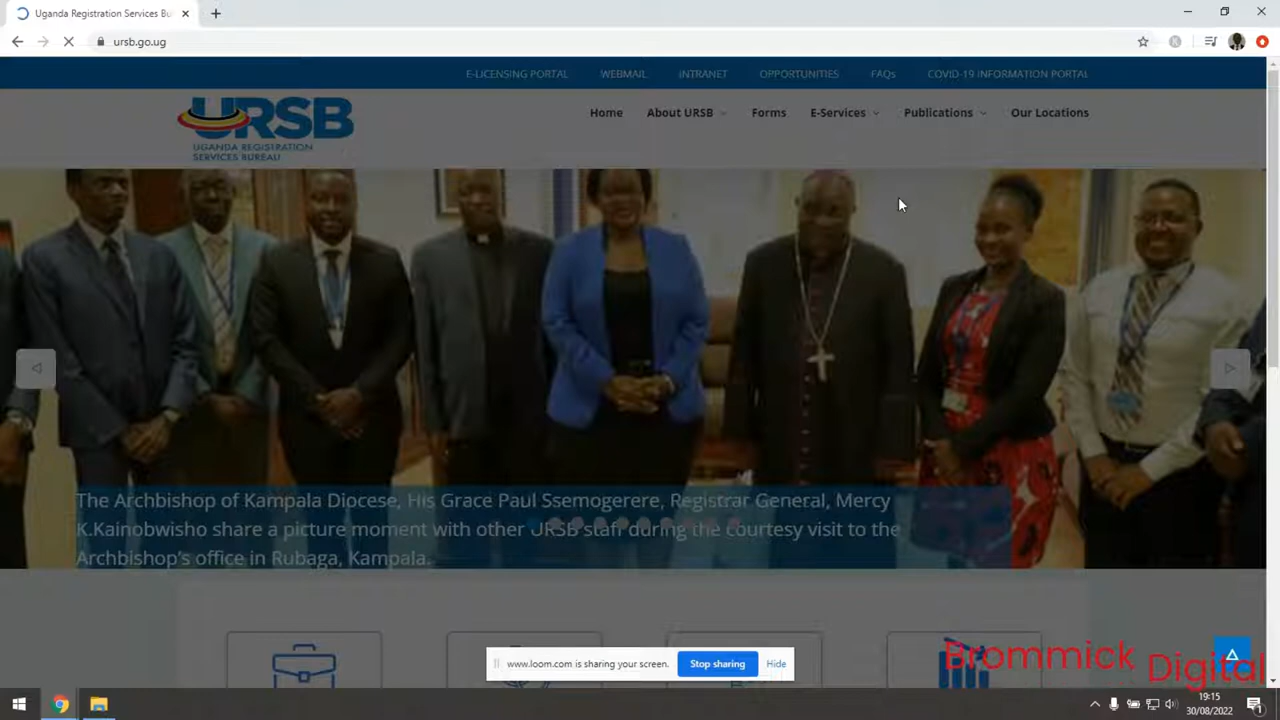 Uganda Registration Services Bu
ursb.go.ug
E-LICENSING PORTAL WEBMAIL INTRANET OPPORTUNITIES FAQs COVID-19 INFORMATION PORTAL
URSB
UGANDA REGISTRATION
SERVICES BUREAU
Home About URSB Forms E-Services Publications Our Locations
The Archbishop of Kampala Diocese, His Grace Paul Ssemogerere, Registrar General, Mercy
K.Kainobwisho share a picture moment with other URSB staff during the courtesy visit to the
Archbishop's office in Rubaga, Kampala.
www.loom.com is sharing your screen. Stop sharing Hide
Brommick Digital
19:15
30/08/2022